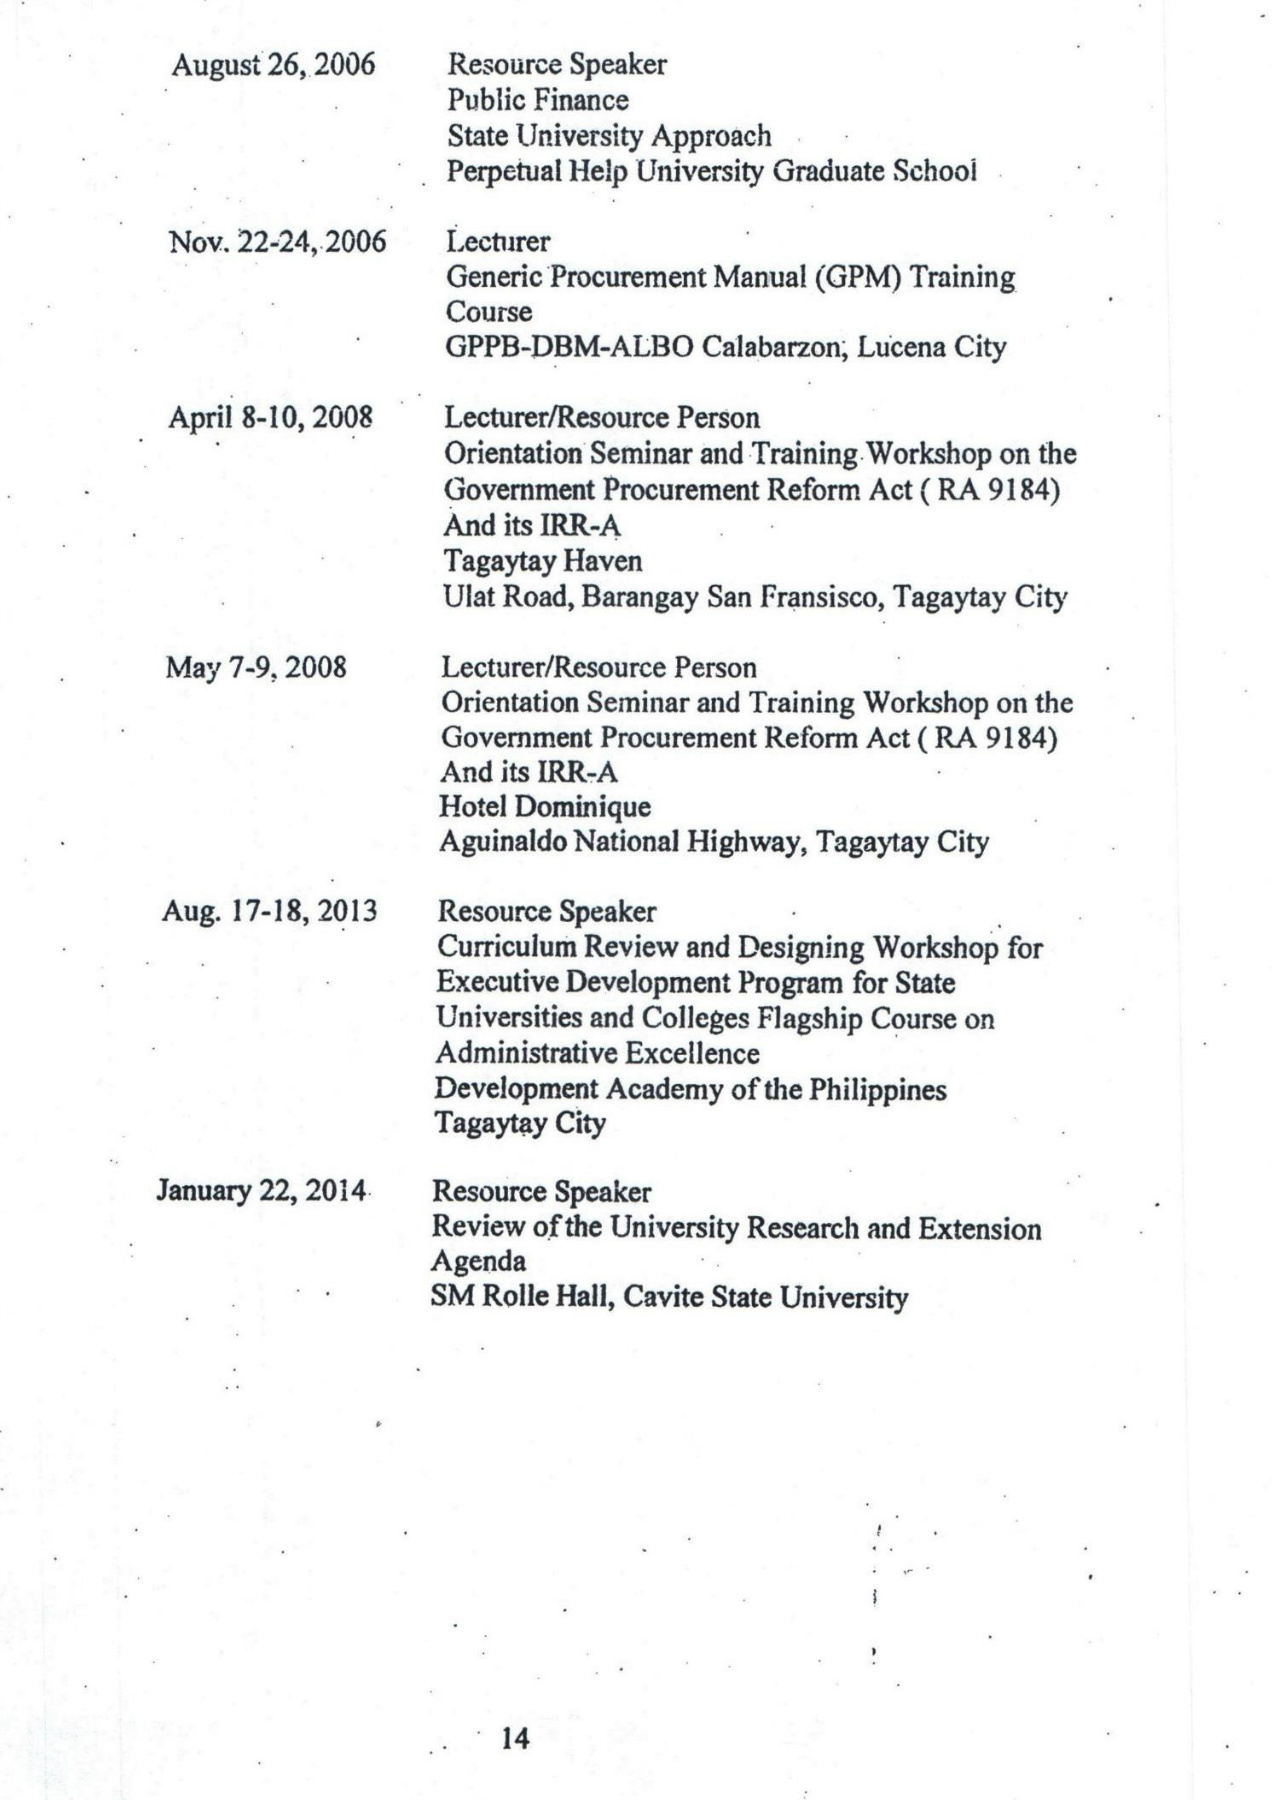 August 26, 2006 Resource Speaker
Public Finance
State University Approach
Perpetual Help University Graduate School
Nov. 22-24, 2006 Lecturer
Generic Procurement Manual (GPM) Training
Course
GPPB-DBM-ALBO Calabarzon, Lucena City
April 8-10, 2008 Lecturer/Resource Person
Orientation Seminar and Training Workshop on the
Government Procurement Reform Act ( RA 9184)
And its IRR-A
Tagaytay Haven
Ulat Road, Barangay San Fransisco, Tagaytay City
May 7-9, 2008 Lecturer/Resource Person
Orientation Seminar and Training Workshop on the
Government Procurement Reform Act ( RA 9184)
And its IRR-A
Hotel Dominique
Aguinaldo National Highway, Tagaytay City
Aug. 17-18, 2013 Resource Speaker
Curriculum Review and Designing Workshop for
Executive Development Program for State
Universities and Colleges Flagship Course on
Administrative Excellence
Development Academy of the Philippines
Tagaytay City
January 22, 2014 Resource Speaker
Review of the University Research and Extension
Agenda
SM Rolle Hall, Cavite State University
14